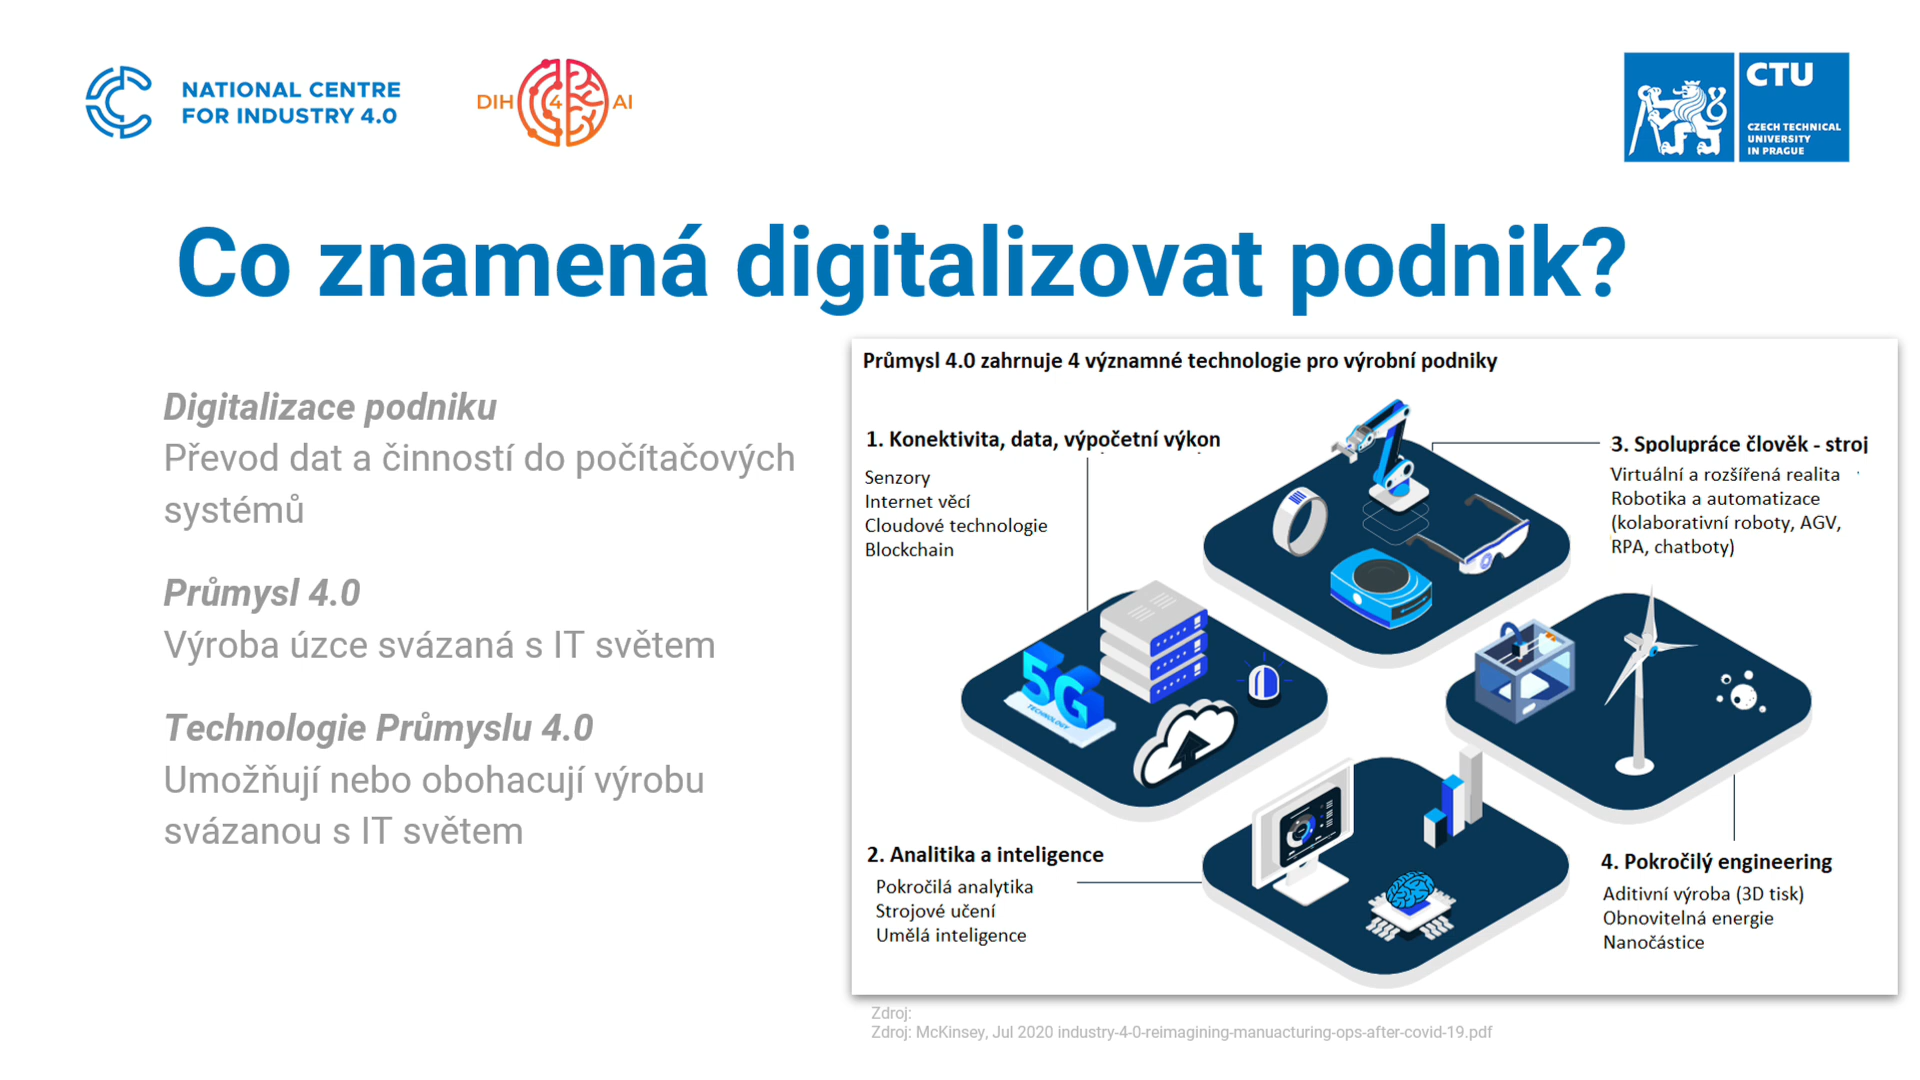 NATIONAL CENTRE
FOR INDUSTRY 4.0
DIH 4 AI
CTU
CZECH TECHNICAL
UNIVERSITY
IN PRAGUE
Co znamená digitalizovat podnik?
Digitalizace podniku
Převod dat a činností do počítačových
systémů
Průmysl 4.0
Výroba úzce svázaná s IT světem
Technologie Průmyslu 4.0
Umožňují nebo obohacují výrobu
svázanou s IT světem
Průmysl 4.0 zahrnuje 4 významné technologie pro výrobní podniky
1. Konektivita, data, výpočetní výkon
Senzory
Internet věcí
Cloudové technologie
Blockchain
3. Spolupráce člověk - stroj
Virtuální a rozšířená realita
Robotika a automatizace
(kolaborativní roboty, AGV,
RPA, chatboty)
5G
TECHNOLOGY
2. Analitika a inteligence
Pokročilá analytika
Strojové učení
Umělá inteligence
4. Pokročilý engineering
Aditivní výroba (3D tisk)
Obnovitelná energie
Nanočástice
Zdroj:
Zdroj: McKinsey, Jul 2020 industry-4-0-reimagining-manuacturing-ops-after-covid-19.pdf